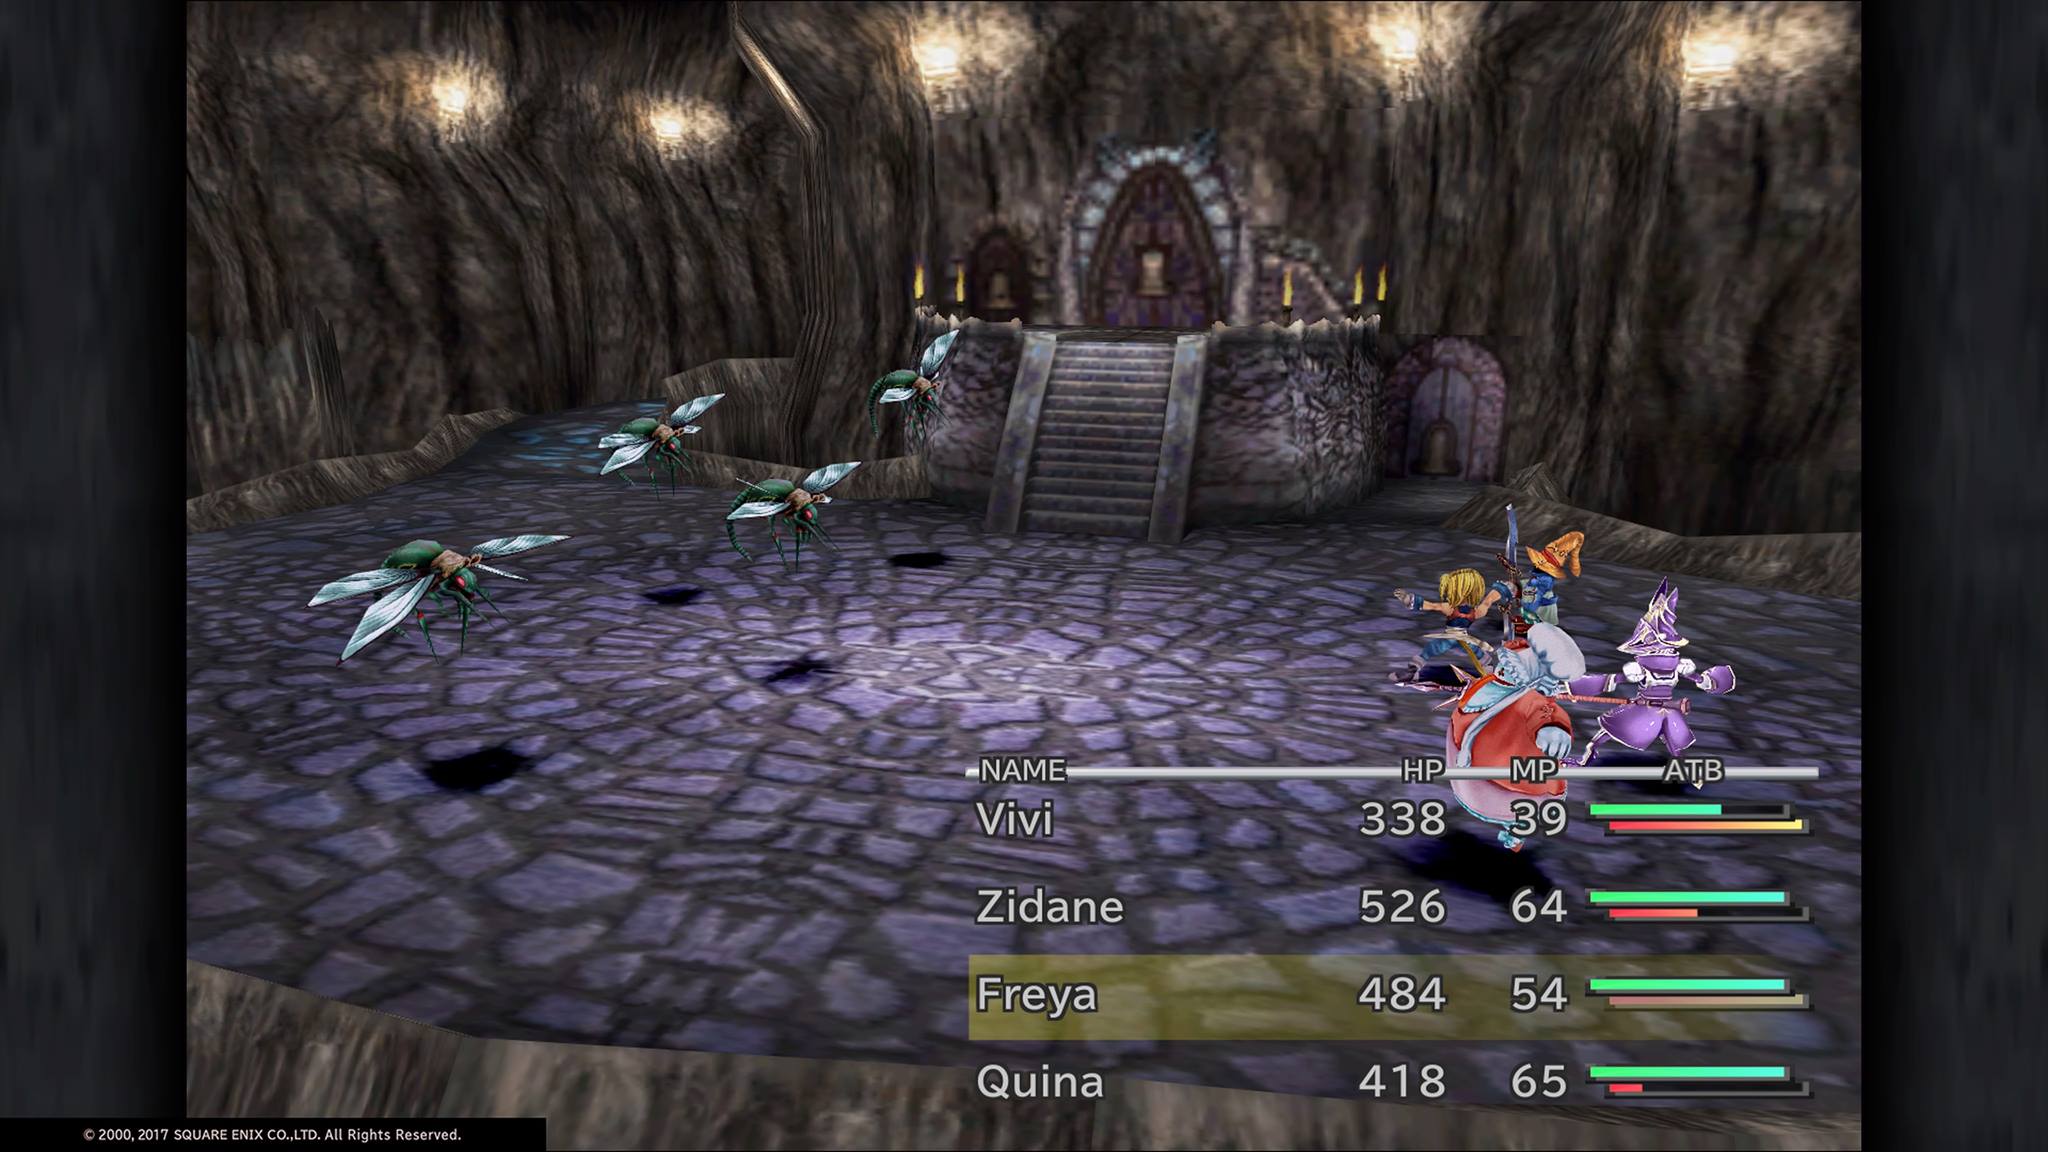 NAME HP MP ATB
Vivi 338 39
Zidane 526 64
Freya 484 54
Quina 418 65
© 2000, 2017 SQUARE ENIX CO.,LTD. All Rights Reserved.